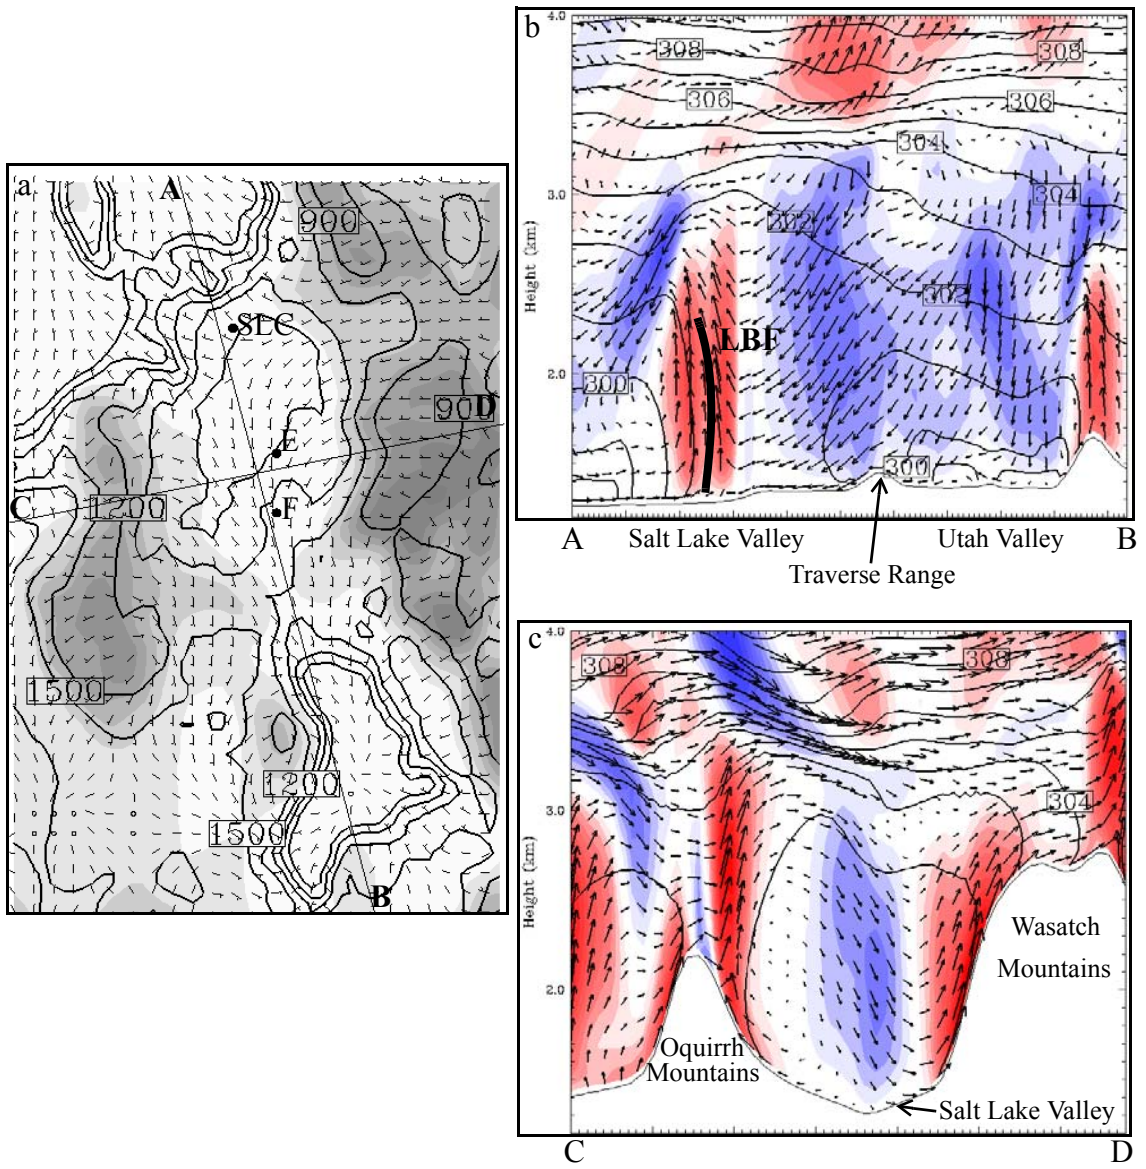 a
A
900
SLC
900
D
E
C
1200
F
1500
1200
1500
B
b
4.0
308
308
306
306
304
3.0
304
302
302
Height (km)
LBF
2.0
300
300
A
Salt Lake Valley
Utah Valley
B
Traverse Range
c
4.0
308
308
3.0
304
Height (km)
Wasatch
Mountains
2.0
Oquirrh
Mountains
Salt Lake Valley
C
D